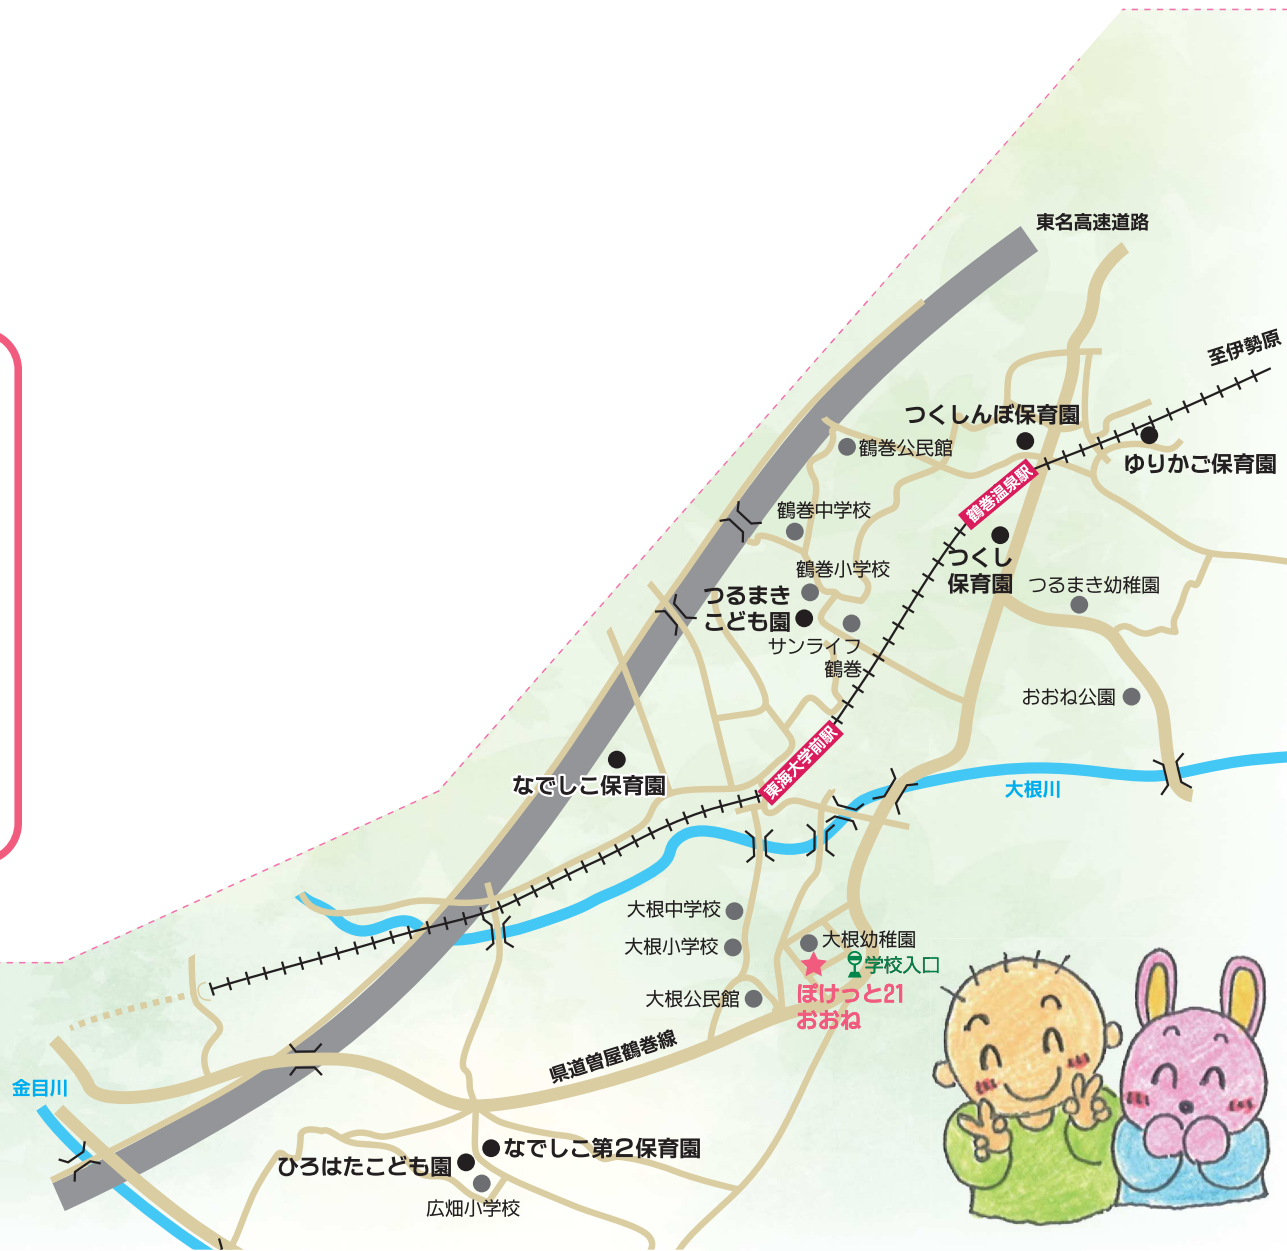 東名高速道路
至伊勢原
つくしんぼ保育園
鶴巻公民館
ゆりかご保育園
鶴巻温泉駅
鶴巻中学校
つくし
保育園
鶴巻小学校
つるまき幼稚園
つるまき
こども園
サンライフ
鶴巻
おおね公園
東海大学前駅
なでしこ保育園
大根川
大根中学校
大根幼稚園
大根小学校
学校入口
ぽけっと21
おおね
大根公民館
県道曽屋鶴巻線
金目川
なでしこ第2保育園
ひろはたこども園
広畑小学校